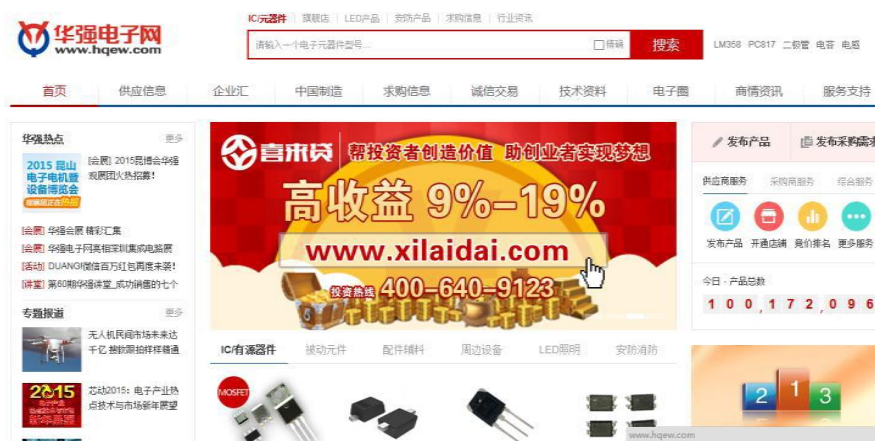 IC/元器件 旗舰店 LED产品 安防产品 求购信息 行业资讯
华强电子网
www.hqew.com
请输入一个电子元器件型号...
精确
搜索
LM358 PC817 二极管 电容 电感
首页 供应信息 企业汇 中国制造 求购信息 诚信交易 技术资料 电子圈 商情资讯 服务支持
华强热点 更多
2015 昆山
电子电机暨
设备博览会
[会展] 2015昆博会华强
观展团火热招募!
[会展] 华强会展 精彩汇集
[会展] 华强电子网亮相深圳集成电路展
[活动] DUANG!微信百万红包再度来袭!
[讲堂] 第60期华强讲堂_成功销售的七个
专题报道 更多
无人机民间市场未来达
千亿 搜狐跟拍样样精通
2015
芯动2015：电子产业热
点技术与市场新年展望
喜来贷 帮投资者创造价值 助创业者实现梦想
高收益 9%-19%
www.xilaidai.com
投资热线 400-640-9123
IC/有源器件 被动元件 配件辅料 周边设备 LED照明 安防消防
MOSFET
发布产品 发布采购需求
供应商服务 采购商服务 综合服务
发布产品 开通店铺 竞价排名 更多服务
今日 · 产品总数
100,172,096
2 1 3
www.hqew.com